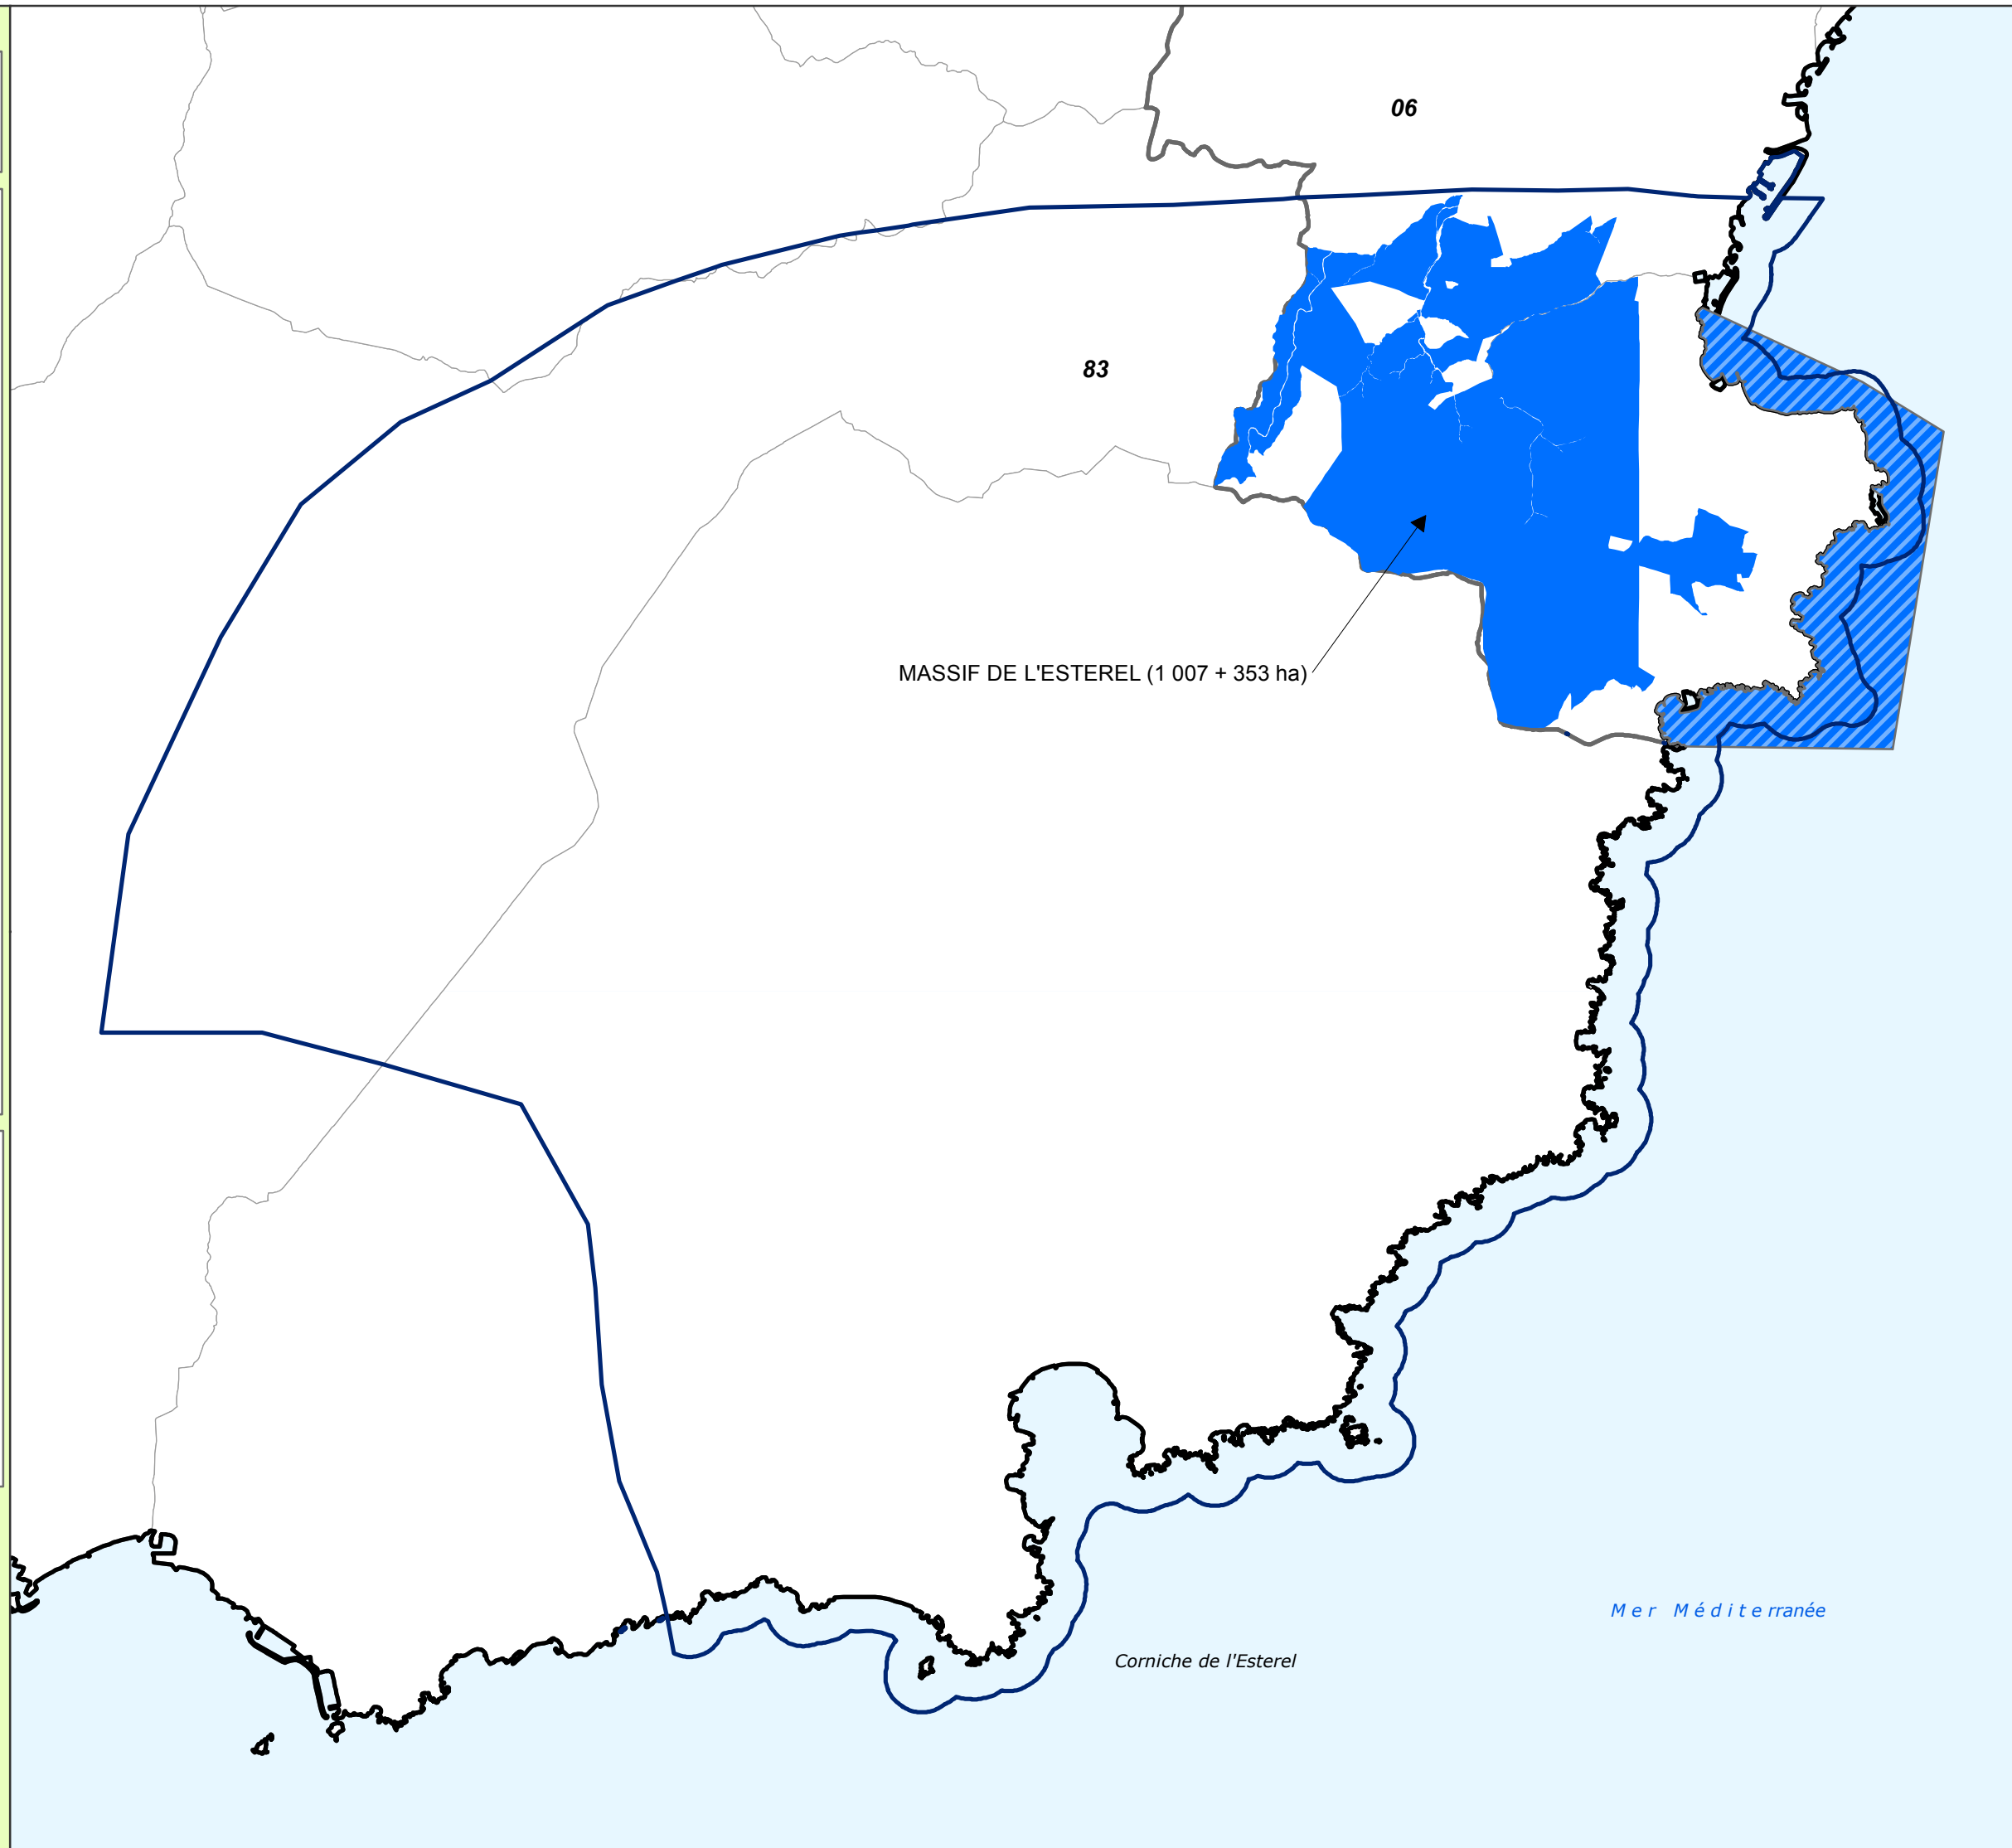 06
83
MASSIF DE L'ESTEREL (1 007 + 353 ha)
Mer Méditerranée
Corniche de l'Esterel